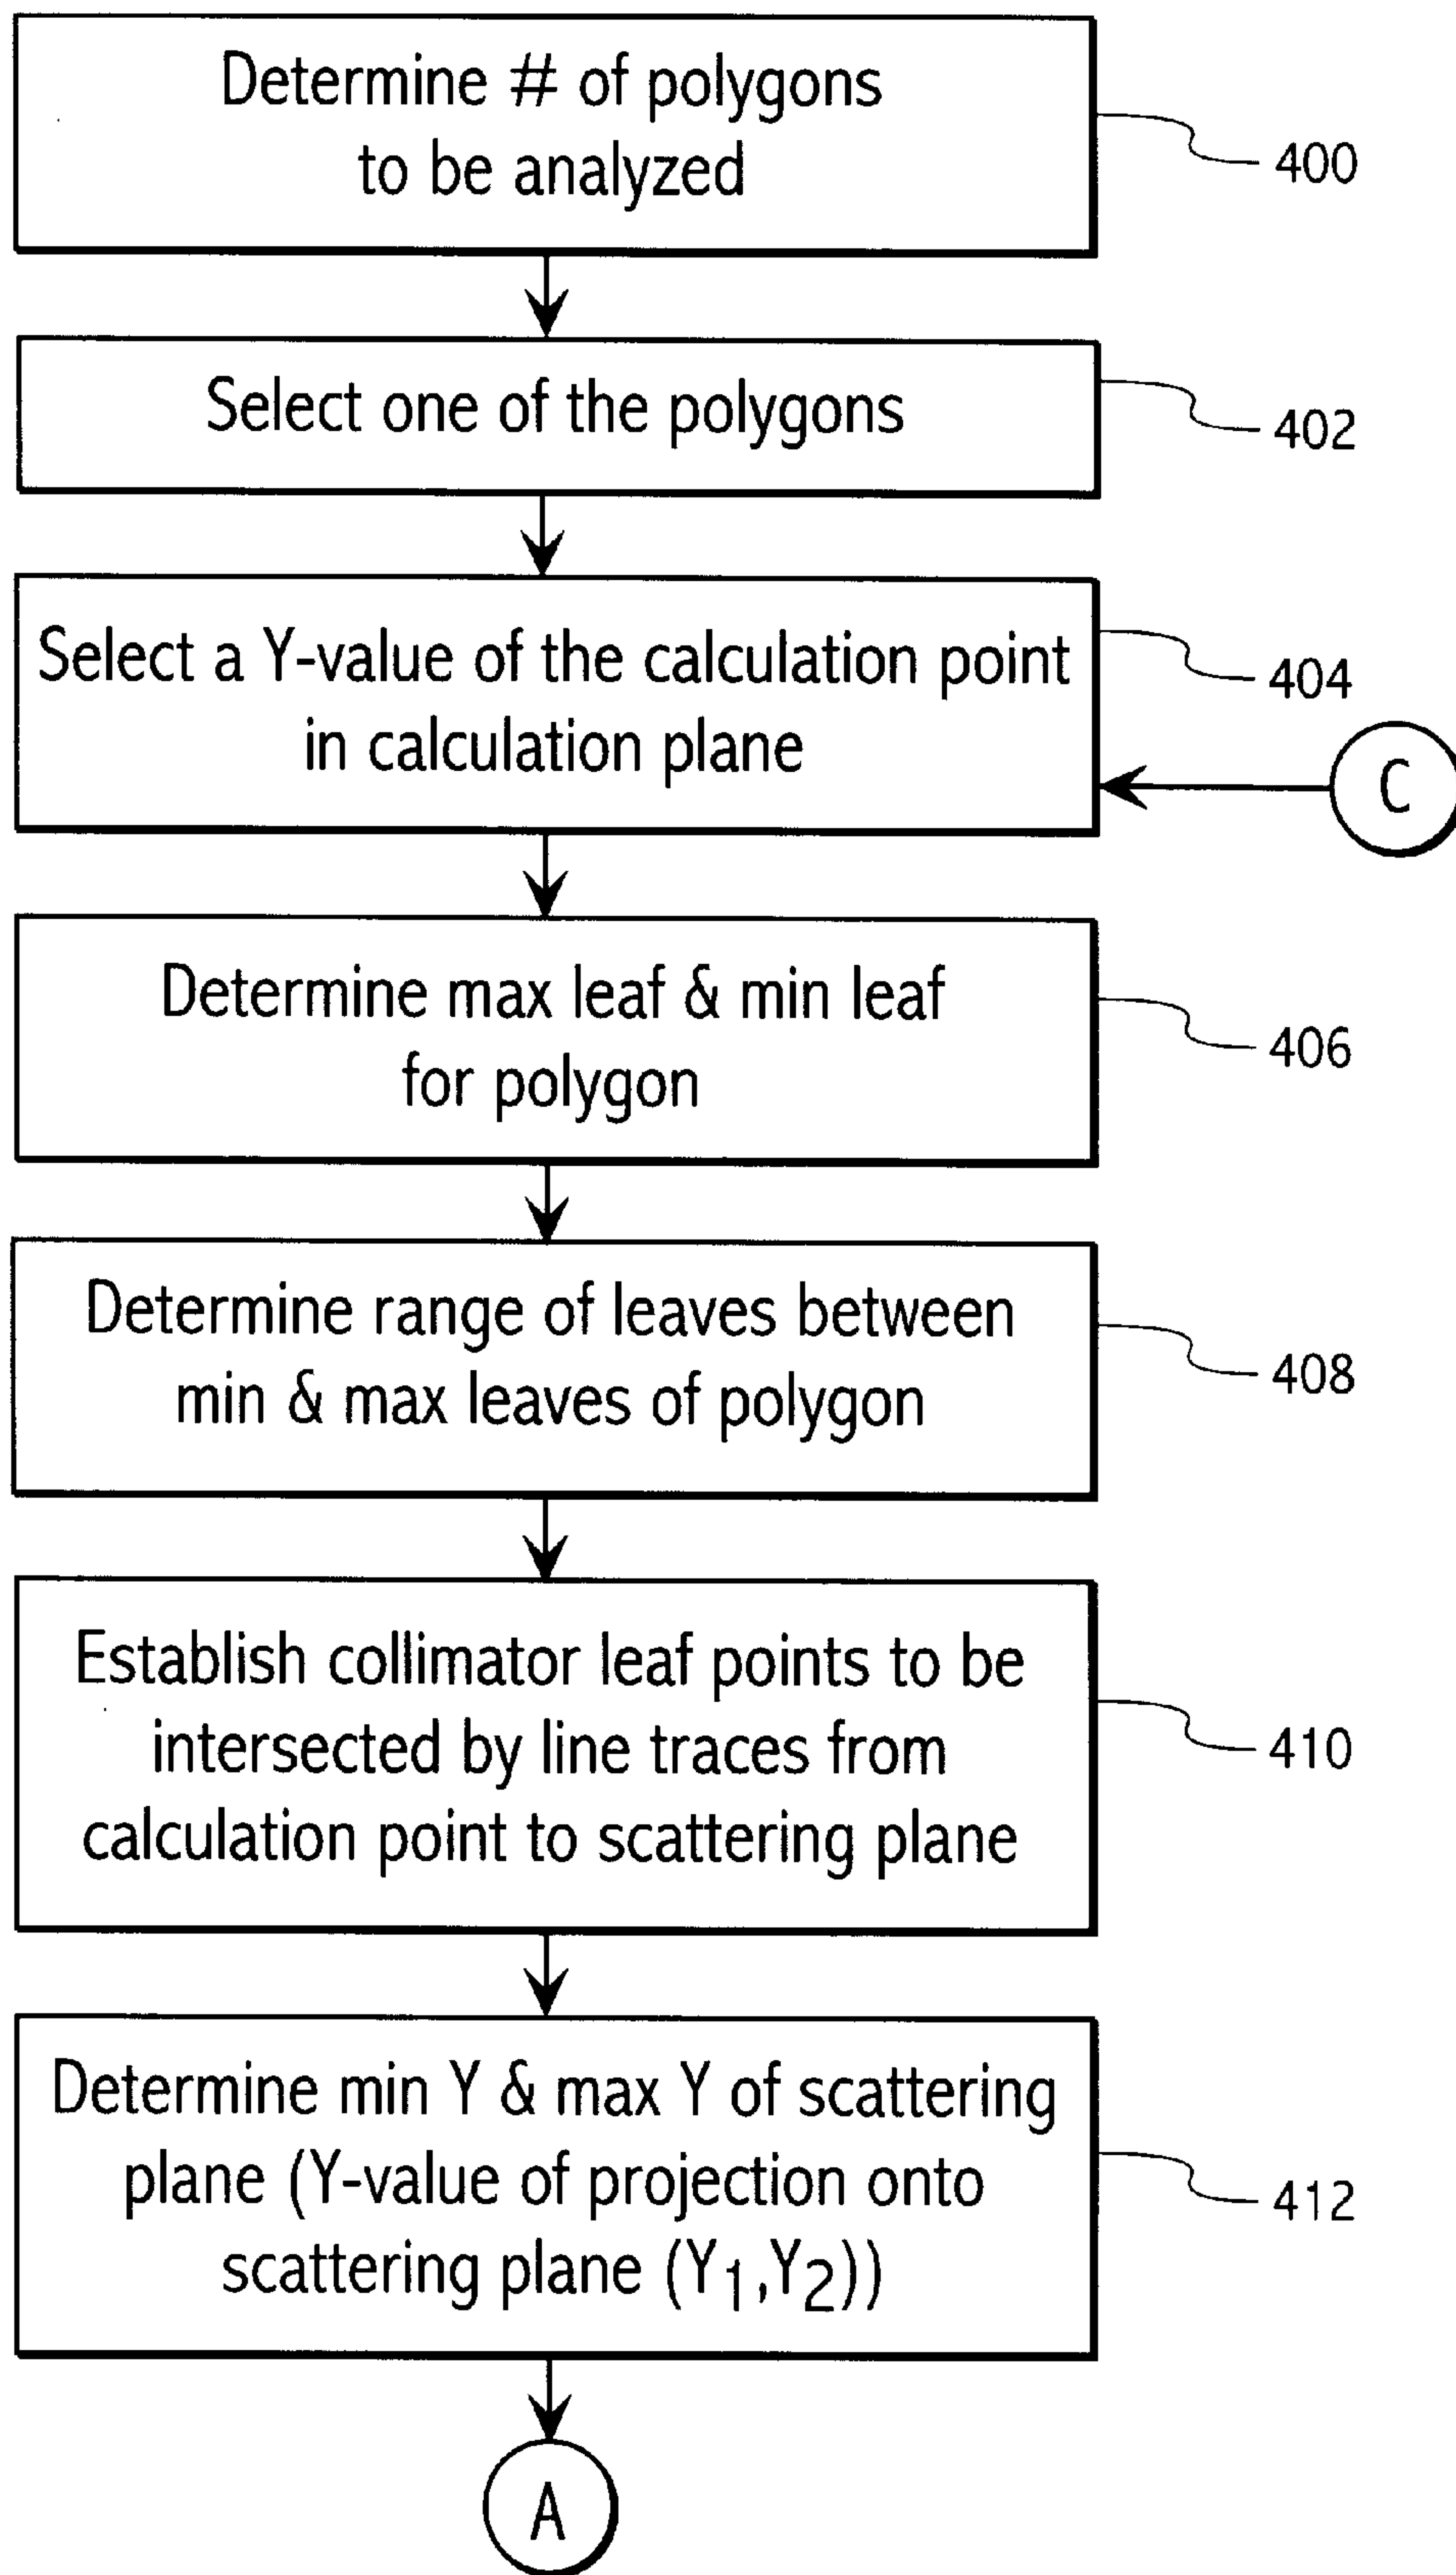 Determine # of polygons
to be analyzed
400
Select one of the polygons
402
Select a Y-value of the calculation point
in calculation plane
404
C
Determine max leaf & min leaf
for polygon
406
Determine range of leaves between
min & max leaves of polygon
408
Establish collimator leaf points to be
intersected by line traces from
calculation point to scattering plane
410
Determine min Y & max Y of scattering
plane (Y-value of projection onto
scattering plane (Y1,Y2))
412
A